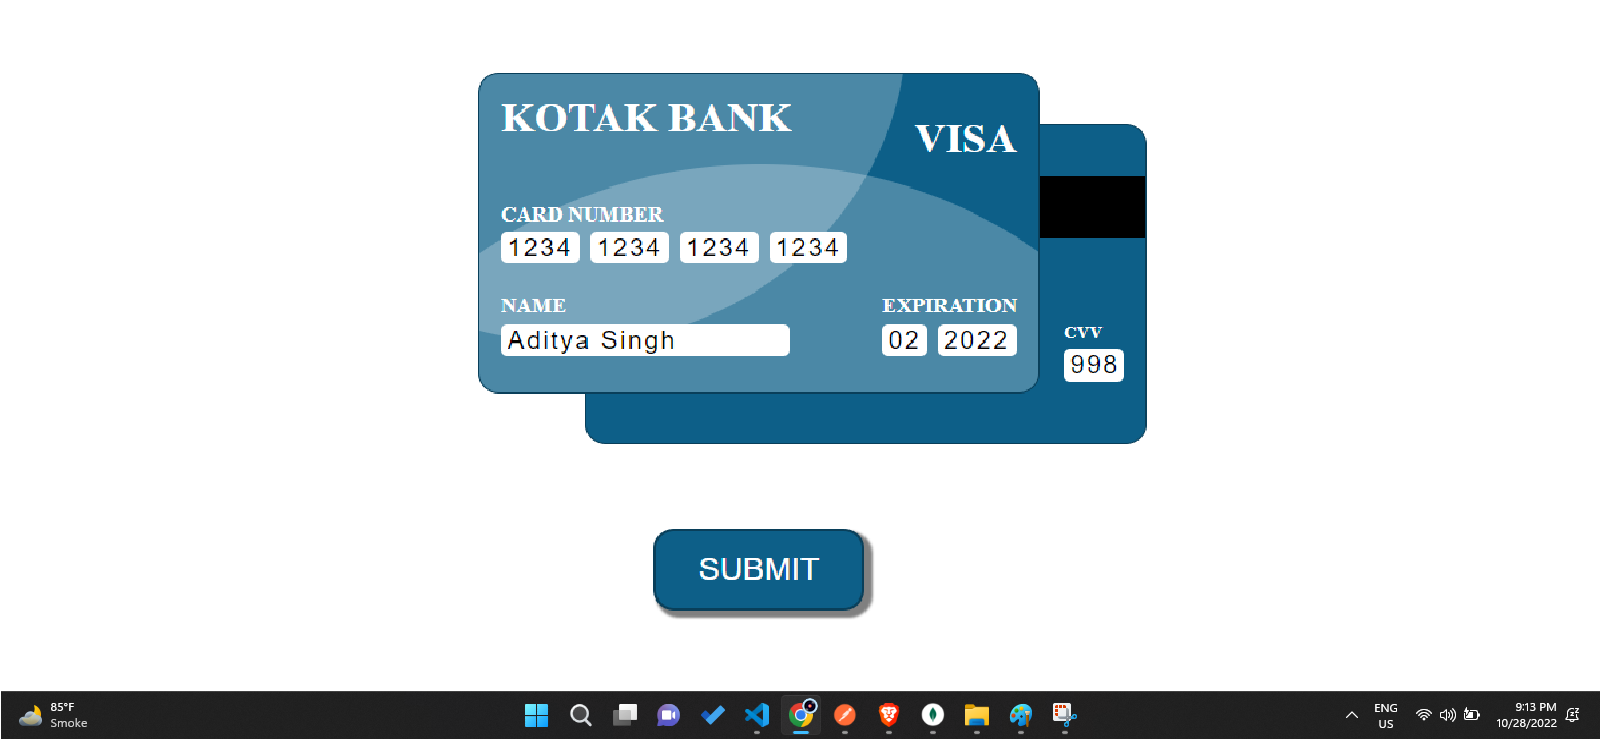 KOTAK BANK
VISA
CARD NUMBER
1234 1234 1234 1234
NAME
EXPIRATION
Aditya Singh
02 2022
CVV
998
SUBMIT
85°F
Smoke
ENG
US
9:13 PM
10/28/2022